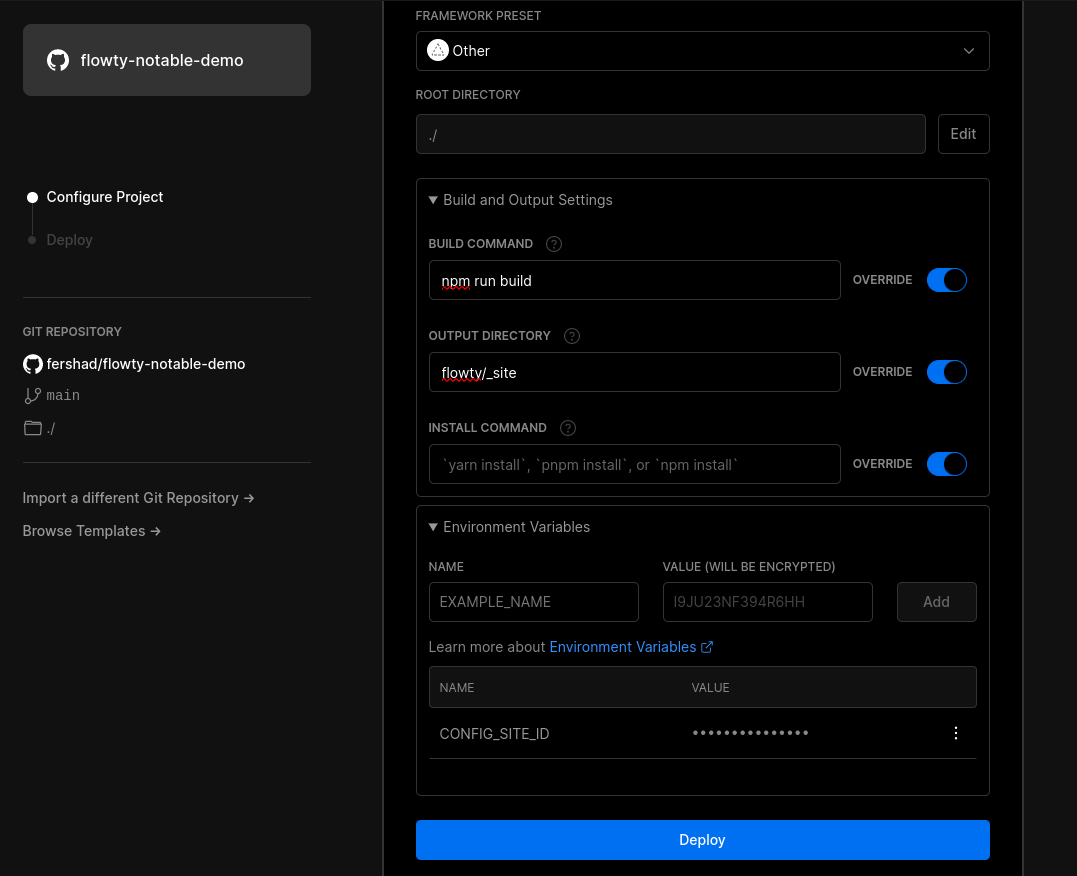 flowty-notable-demo
Configure Project
Deploy
GIT REPOSITORY
fershad/flowty-notable-demo
main
./
Import a different Git Repository →
Browse Templates →
FRAMEWORK PRESET
Other
ROOT DIRECTORY
./
Edit
▼ Build and Output Settings
BUILD COMMAND ?
npm run build
OVERRIDE
OUTPUT DIRECTORY ?
flowty/_site
OVERRIDE
INSTALL COMMAND ?
`yarn install`, `pnpm install`, or `npm install`
OVERRIDE
▼ Environment Variables
NAME VALUE (WILL BE ENCRYPTED)
EXAMPLE_NAME I9JU23NF394R6HH Add
Learn more about Environment Variables
NAME VALUE
CONFIG_SITE_ID •••••••••••••••
Deploy